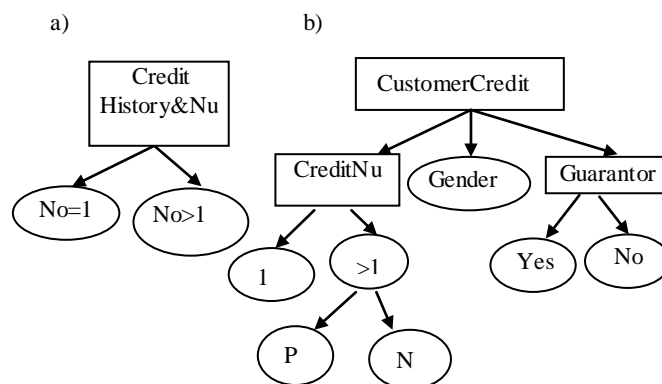 a)
b)
Credit
History&Nu
CustomerCredit
No=1
No>1
CreditNu
Gender
Guarantor
1
>1
Yes
No
P
N